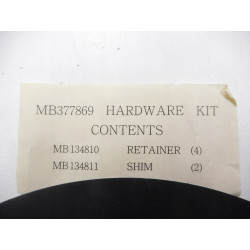 MB377869 HARDWARE KIT
CONTENTS
MB134810 RETAINER (4)
MB134811 SHIM (2)